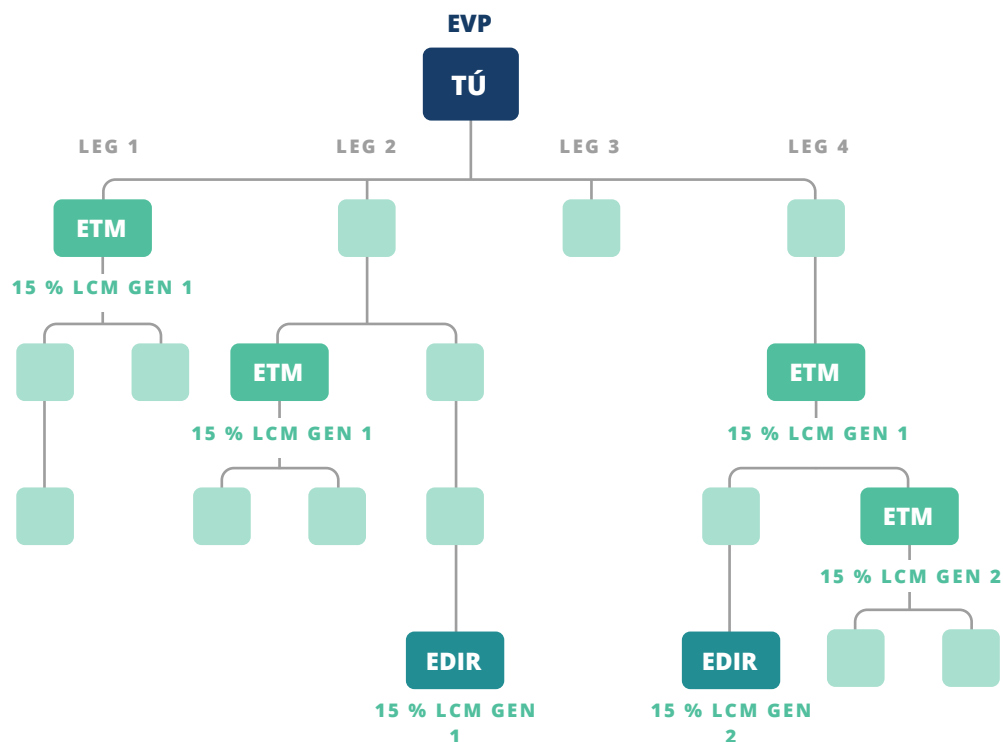 EVP
TÚ
LEG 1
LEG 2
LEG 3
LEG 4
ETM
15 % LCM GEN 1
ETM
ETM
15 % LCM GEN 1
15 % LCM GEN 1
ETM
15 % LCM GEN 2
EDIR
EDIR
15 % LCM GEN
1
15 % LCM GEN
2